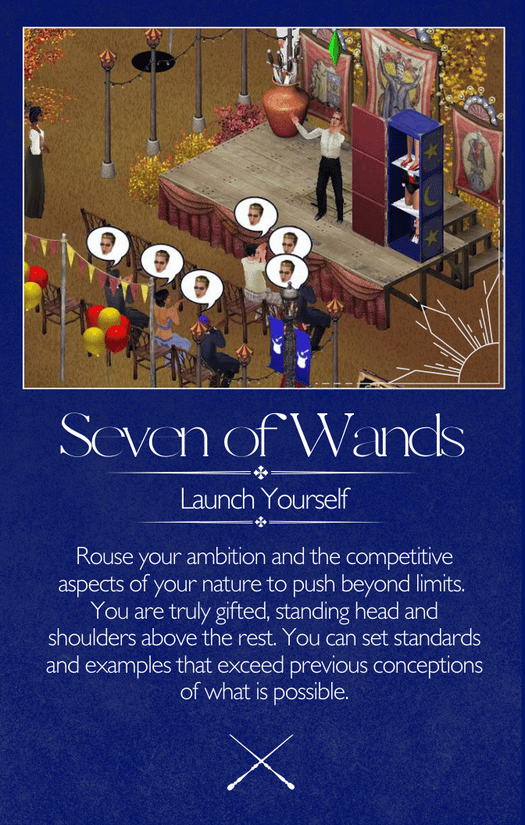 Seven of Wands
Launch Yourself
Rouse your ambition and the competitive
aspects of your nature to push beyond limits.
You are truly gifted, standing head and
shoulders above the rest. You can set standards
and examples that exceed previous conceptions
of what is possible.